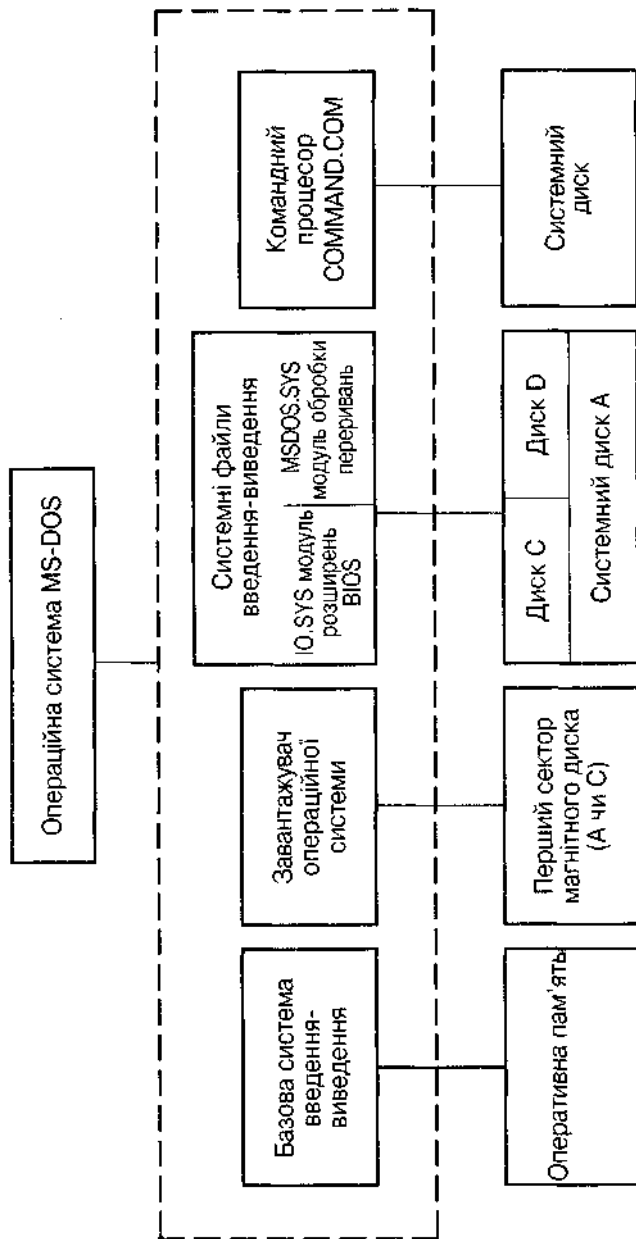 Операційна система MS-DOS
Базова система
введення-
виведення
Завантажувач
операційної
системи
Системні файли
введення-виведення
IO.SYS модуль
розширень
BIOS
MSDOS.SYS
модуль обробки
переривань
Командний
процесор
COMMAND.COM
Оперативна пам'ять
Перший сектор
магнітного диска
(А чи С)
Диск C
Диск D
Системний диск А
Системний
диск